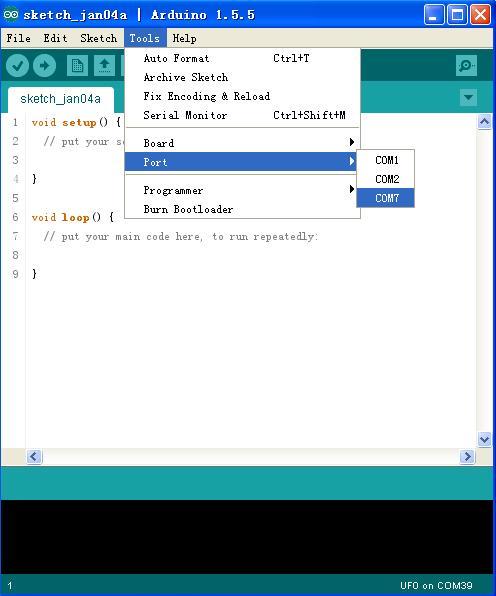 sketch_jan04a | Arduino 1.5.5
File Edit Sketch Tools Help
Auto Format Ctrl+T
Archive Sketch
Fix Encoding & Reload
Serial Monitor Ctrl+Shift+M
Board
Port
Programmer
Burn Bootloader
COM1
COM2
COM7
sketch_jan04a
1 void setup() {
2 // put your s
3
4 }
5
6 void loop() {
7 // put your main code here, to run repeatedly:
8
9 }
1 UFO on COM39